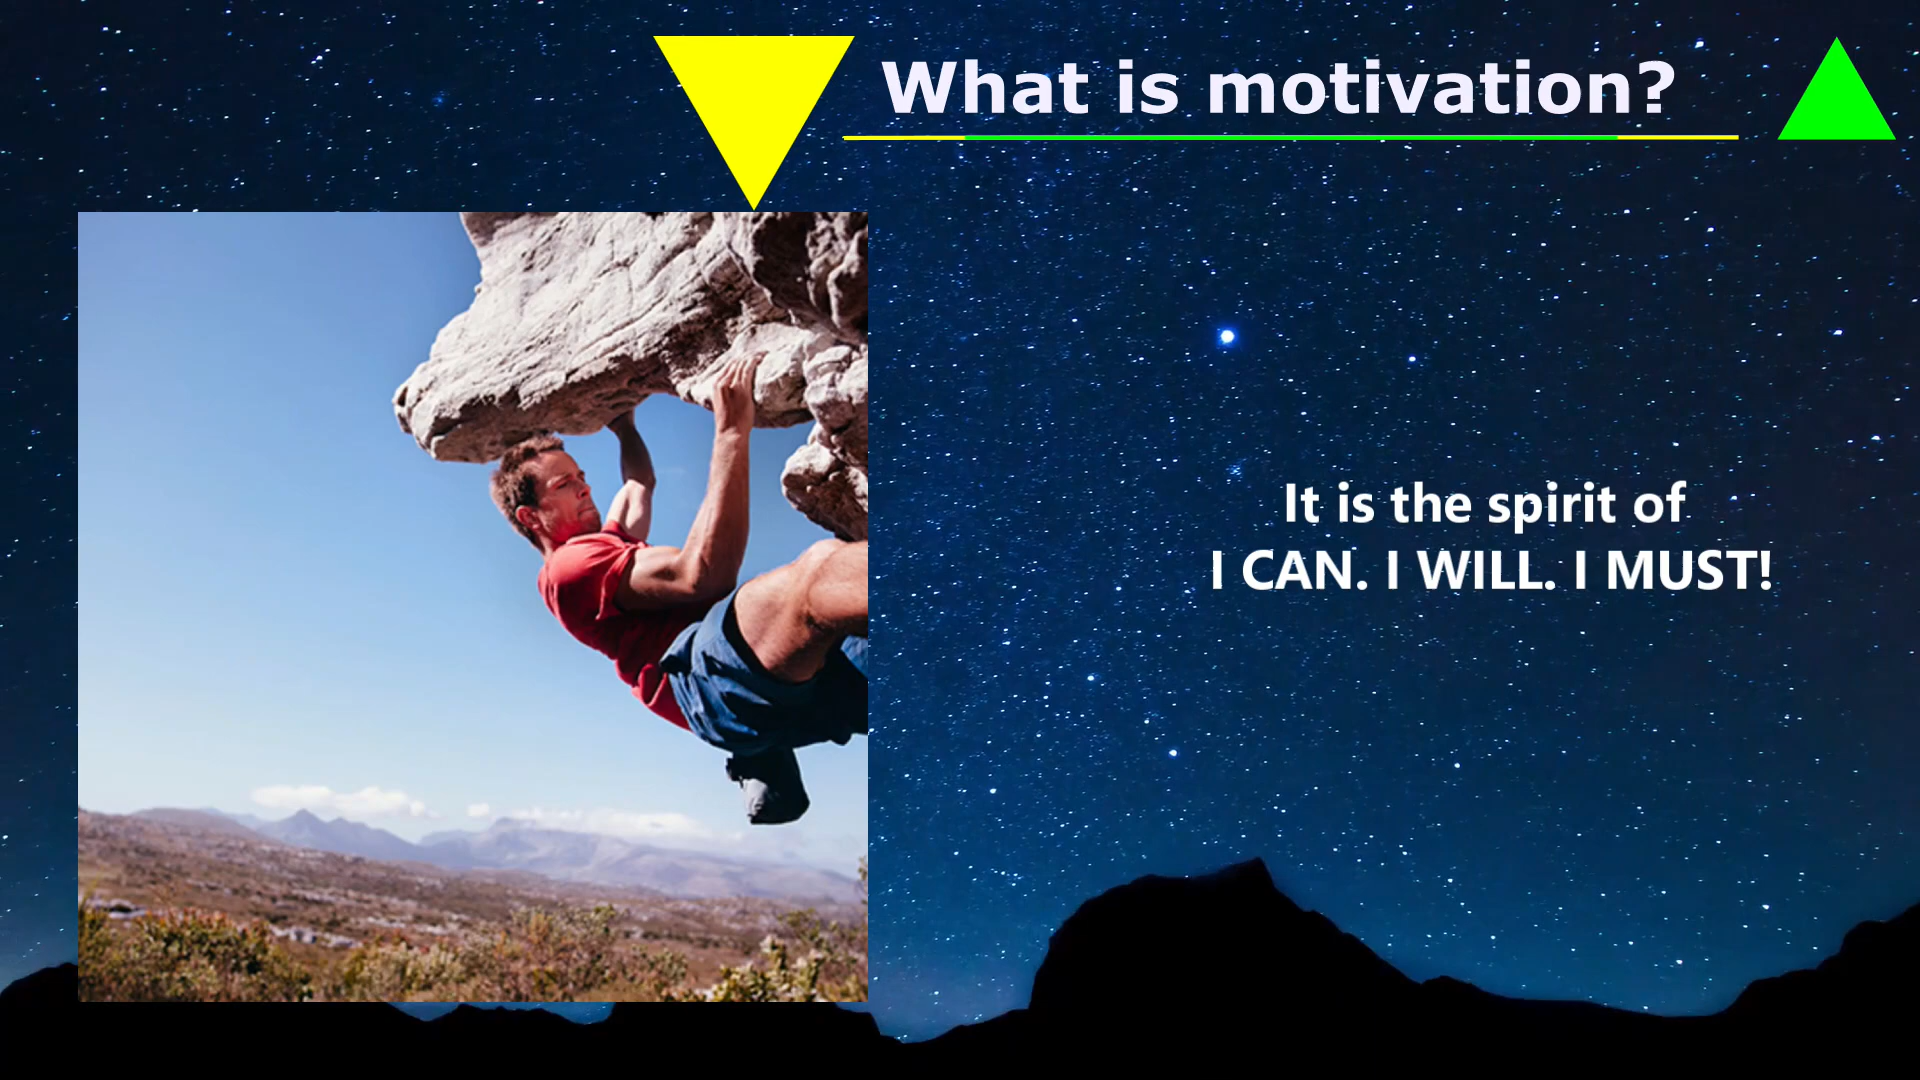 What is motivation?
It is the spirit of
I CAN. I WILL. I MUST!